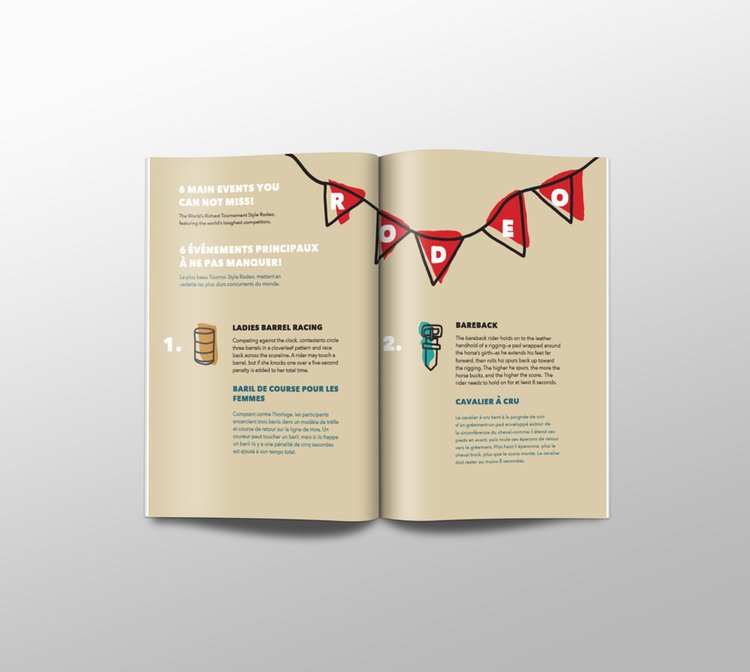 6 MAIN EVENTS YOU
CAN NOT MISS!
The World's Richest Tournament Style Rodeo,
featuring the world's toughest competitors.
6 ÉVÉNEMENTS PRINCIPAUX
À NE PAS MANQUER!
Le plus beau Tournoi Style Rodeo, mettant en
vedette les plus durs concurrents du monde.
1.
LADIES BARREL RACING
Competing against the clock, contestants circle
three barrels in a cloverleaf pattern and race
back across the scoreline. A rider may touch a
barrel, but if she knocks one over a five-second
penalty is added to her total time.
BARIL DE COURSE POUR LES
FEMMES
Comptent contre l'horloge, les participants
encerclent trois barils dans un modèle de trèfle
et course de retour sur la ligne de mire. Un
coureur peut toucher un baril, mais si ils frappe
un baril ils y a une pénalité de cinq secondes
est ajouté à son temps total.
RODEO
2.
BAREBACK
The bareback rider holds on to the leather
handhold of a rigging–a pad wrapped around
the horse's girth–as he extends his feet far
forward, then rolls his spurs back up toward
the rigging. The higher he spurs, the more the
horse bucks, and the higher the score. The
rider needs to hold on for at least 8 seconds.
CAVALIER À CRU
Le cavalier à cru tient à la poignée de cuir
d'un gréement-un pad enveloppé autour de
la circonférence du cheval-comme il étend ses
pieds en avant, puis roule ses éperons de retour
vers le gréement. Plus haut il éperonne, plus le
cheval buck, plus que le score monte. Le cavalier
doit rester au moins 8 secondes.